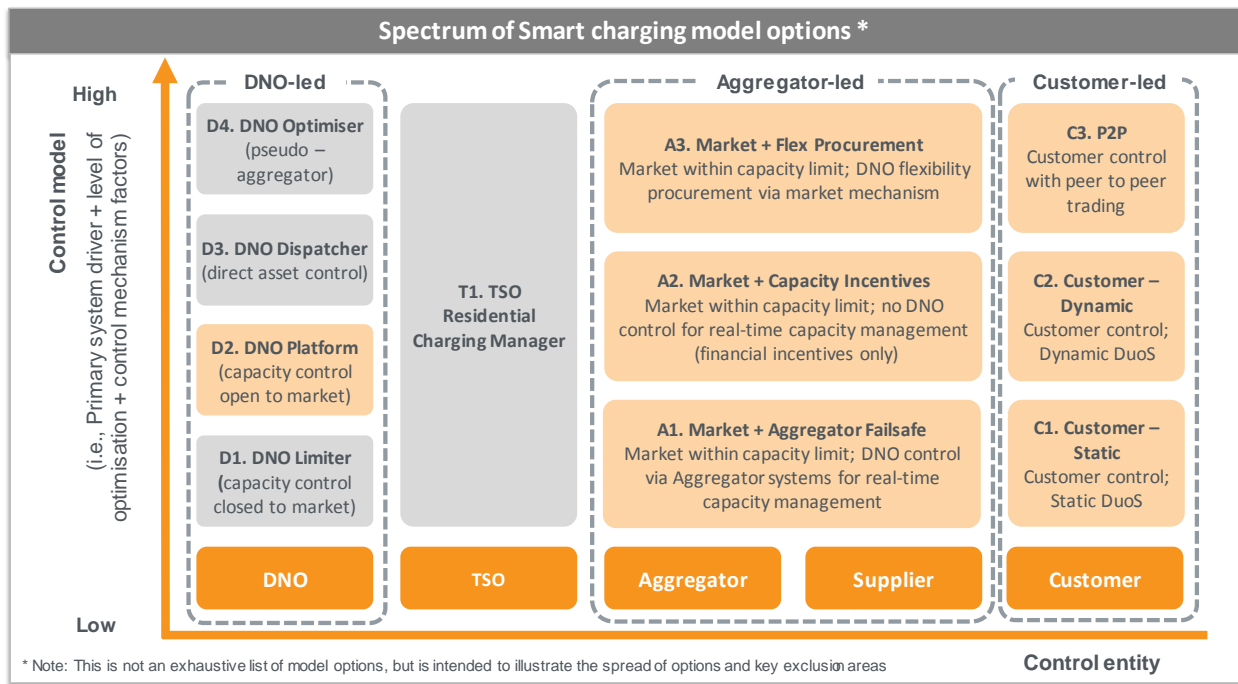 Spectrum of Smart charging model options *
High
Control model
(i.e., Primary system driver + level of
optimisation + control mechanism factors)
Low
DNO-led
D4. DNO Optimiser
(pseudo –
aggregator)
D3. DNO Dispatcher
(direct asset control)
D2. DNO Platform
(capacity control
open to market)
D1. DNO Limiter
(capacity control
closed to market)
DNO
T1. TSO
Residential
Charging Manager
TSO
Aggregator-led
A3. Market + Flex Procurement
Market within capacity limit; DNO flexibility
procurement via market mechanism
A2. Market + Capacity Incentives
Market within capacity limit; no DNO
control for real-time capacity management
(financial incentives only)
A1. Market + Aggregator Failsafe
Market within capacity limit; DNO control
via Aggregator systems for real-time
capacity management
Aggregator
Supplier
Customer-led
C3. P2P
Customer control
with peer to peer
trading
C2. Customer –
Dynamic
Customer control;
Dynamic DuoS
C1. Customer –
Static
Customer control;
Static DuoS
Customer
* Note: This is not an exhaustive list of model options, but is intended to illustrate the spread of options and key exclusion areas
Control entity